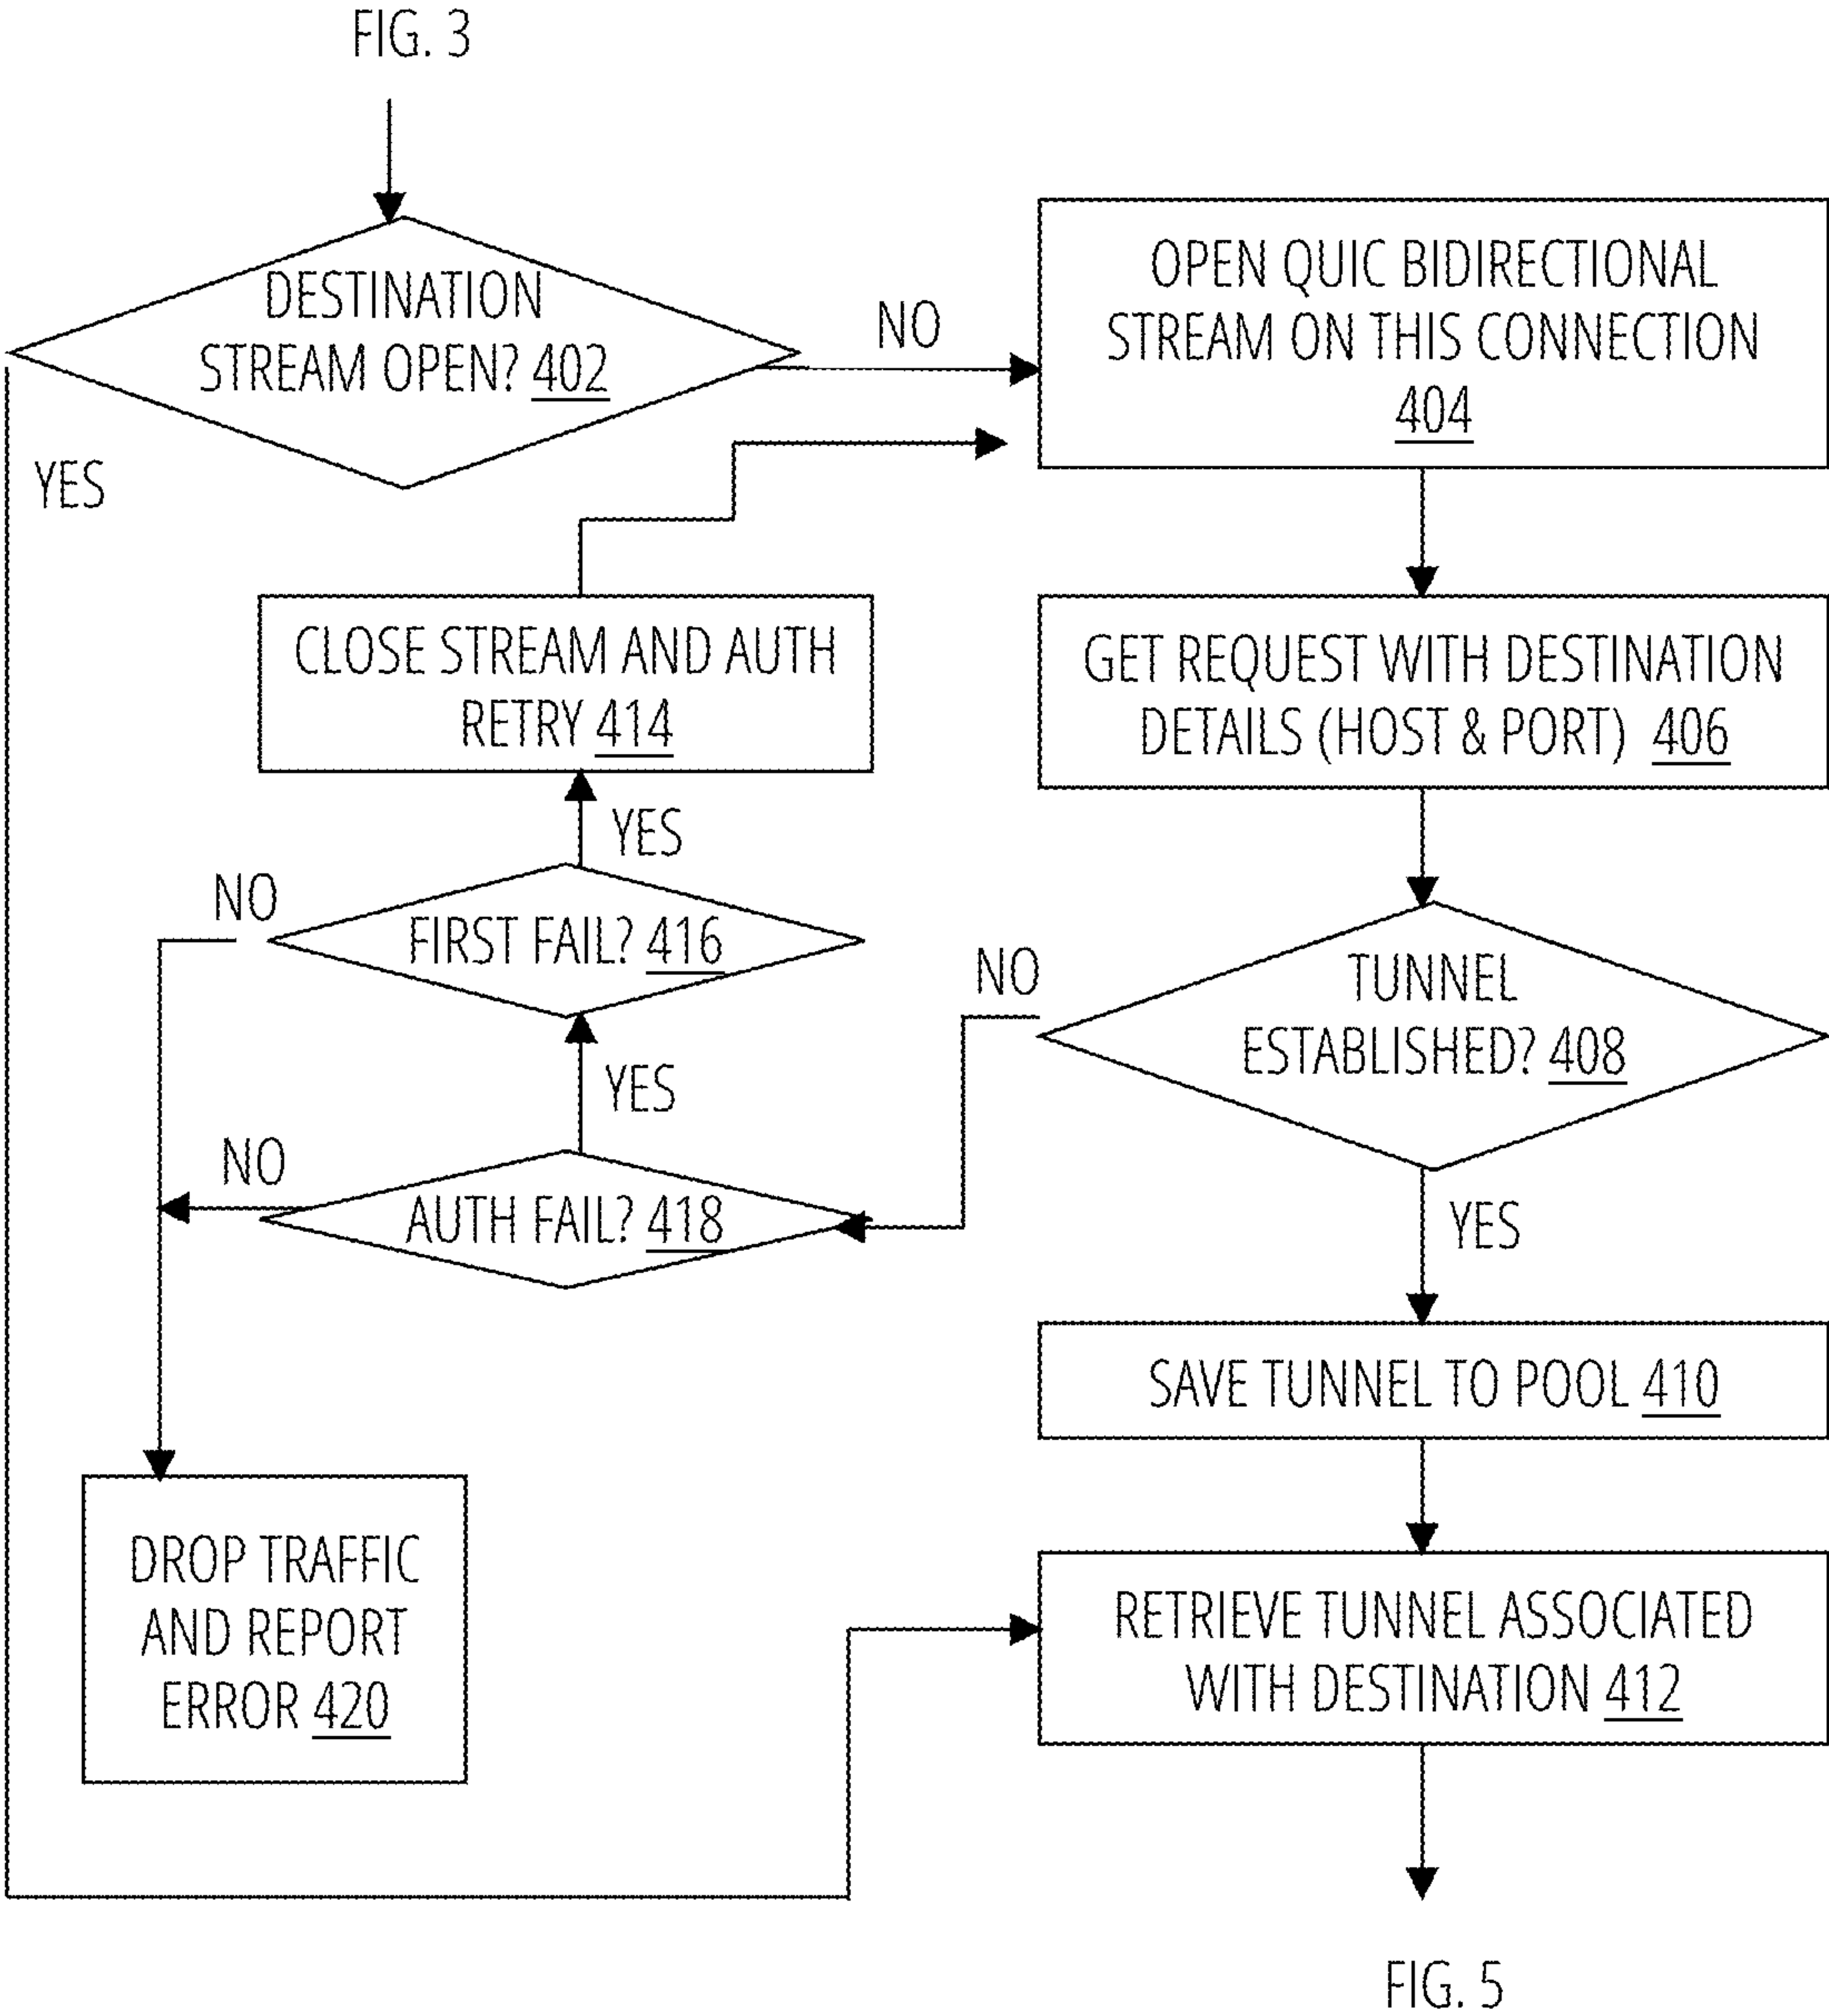 FIG. 3
DESTINATION
STREAM OPEN? 402
NO
YES
OPEN QUIC BIDIRECTIONAL
STREAM ON THIS CONNECTION
404
CLOSE STREAM AND AUTH
RETRY 414
GET REQUEST WITH DESTINATION
DETAILS (HOST & PORT) 406
YES
NO
FIRST FAIL? 416
NO
TUNNEL
ESTABLISHED? 408
YES
NO
AUTH FAIL? 418
YES
SAVE TUNNEL TO POOL 410
DROP TRAFFIC
AND REPORT
ERROR 420
RETRIEVE TUNNEL ASSOCIATED
WITH DESTINATION 412
FIG. 5